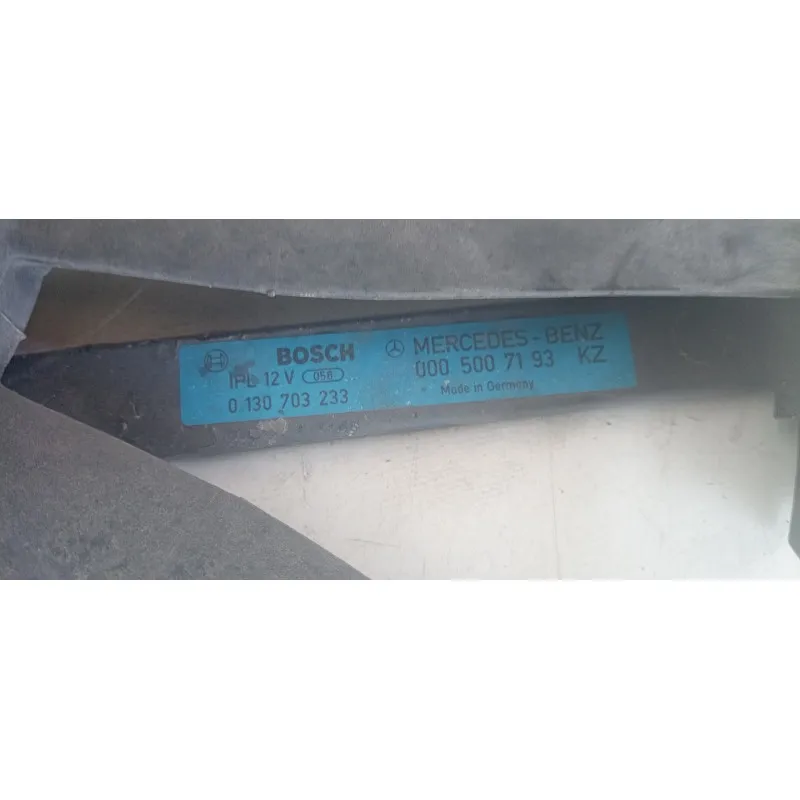 BOSCH
IPL 12 V 058
0 130 703 233
MERCEDES-BENZ
000 500 71 93 KZ
Made in Germany